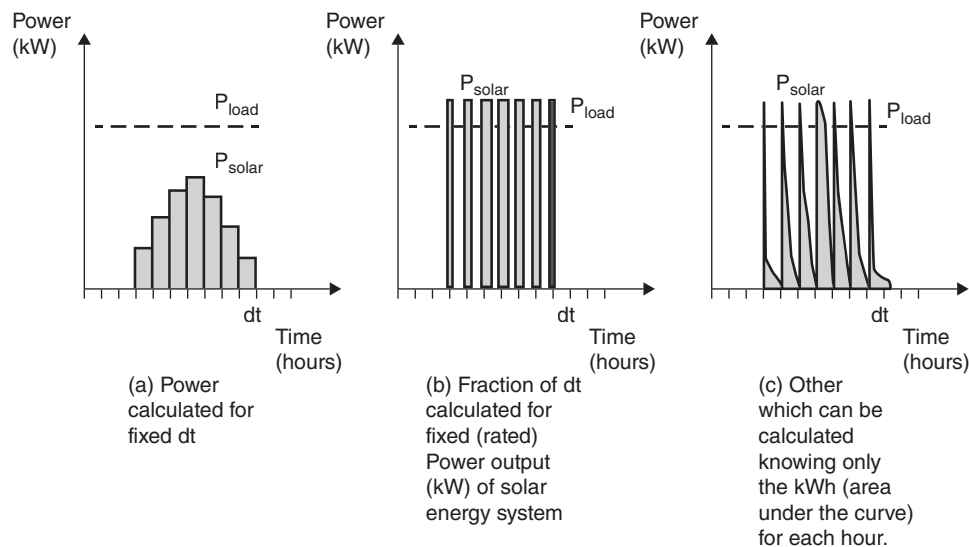 Power
(kW)
P_load
P_solar
dt
Time
(hours)
(a) Power
calculated for
fixed dt
Power
(kW)
P_solar
P_load
dt
Time
(hours)
(b) Fraction of dt
calculated for
fixed (rated)
Power output
(kW) of solar
energy system
Power
(kW)
P_solar
P_load
dt
Time
(hours)
(c) Other
which can be
calculated
knowing only
the kWh (area
under the curve)
for each hour.